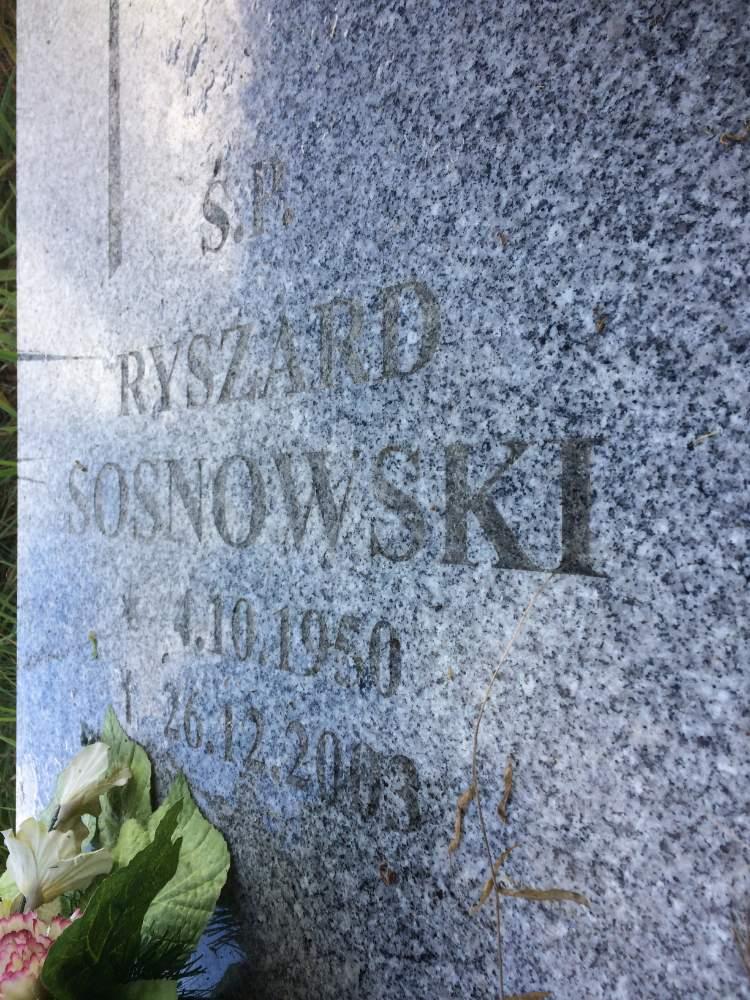 Ś.P.
RYSZARD
SOSNOWSKI
* 4.10.1950
† 26.12.2003